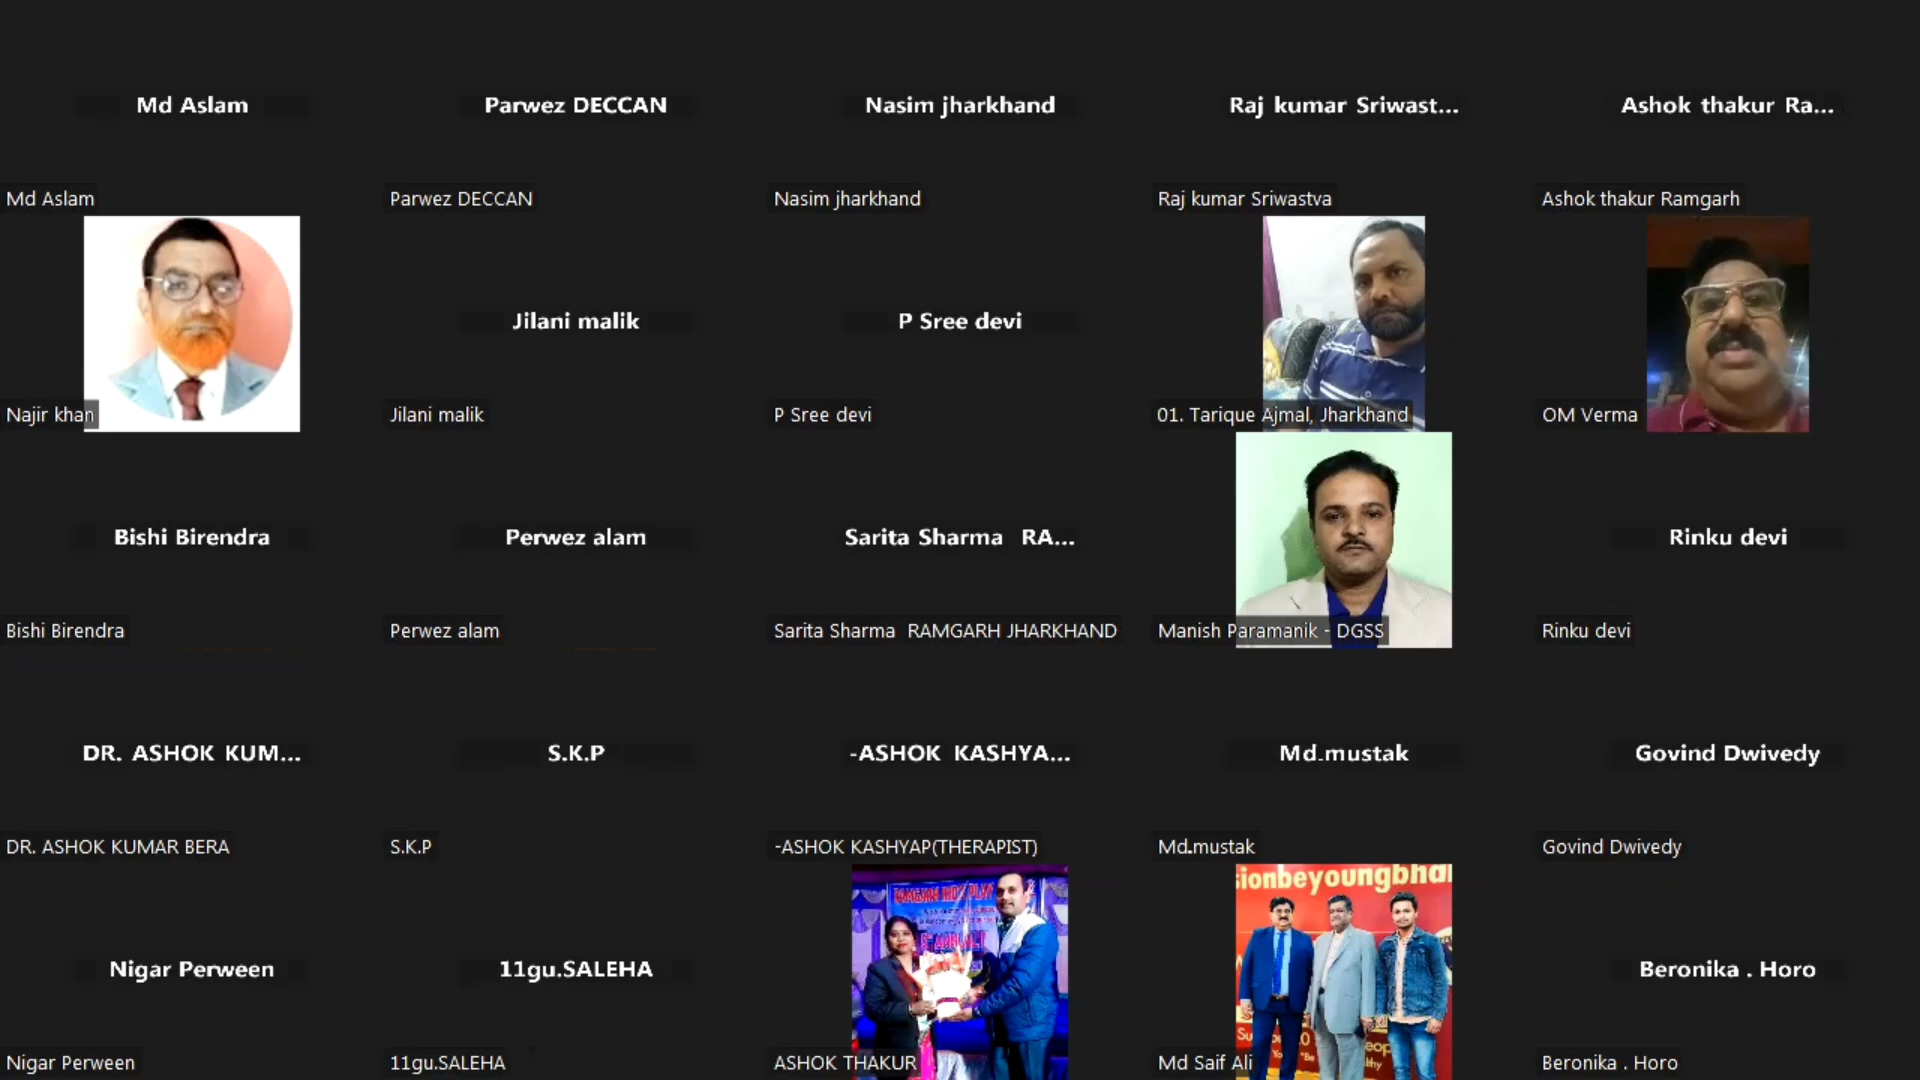 Md Aslam
Parwez DECCAN
Nasim jharkhand
Raj kumar Sriwast...
Ashok thakur Ra...
Md Aslam
Parwez DECCAN
Nasim jharkhand
Raj kumar Sriwastva
Ashok thakur Ramgarh
Jilani malik
P Sree devi
Najir khan
Jilani malik
P Sree devi
01. Tarique Ajmal, Jharkhand
OM Verma
Bishi Birendra
Perwez alam
Sarita Sharma RA...
Rinku devi
Bishi Birendra
Perwez alam
Sarita Sharma RAMGARH JHARKHAND
Manish Paramanik - DGSS
Rinku devi
DR. ASHOK KUM...
S.K.P
-ASHOK KASHYA...
Md.mustak
Govind Dwivedy
DR. ASHOK KUMAR BERA
S.K.P
-ASHOK KASHYAP(THERAPIST)
Md.mustak
Govind Dwivedy
sionbeyoungbha
Nigar Perween
11gu.SALEHA
Beronika . Horo
Nigar Perween
11gu.SALEHA
ASHOK THAKUR
Md Saif Ali
Beronika . Horo